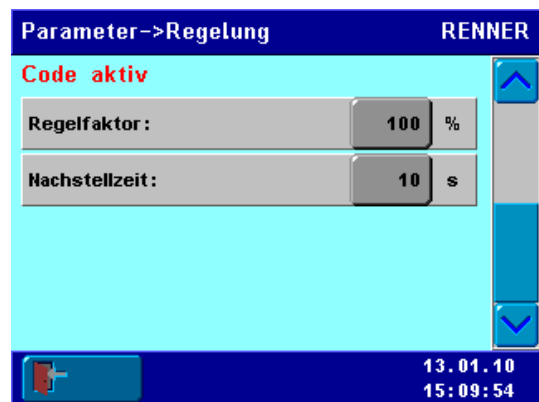 Parameter->Regelung RENNER
Code aktiv
Regelfaktor: 100 %
Nachstellzeit: 10 s
13.01.10
15:09:54